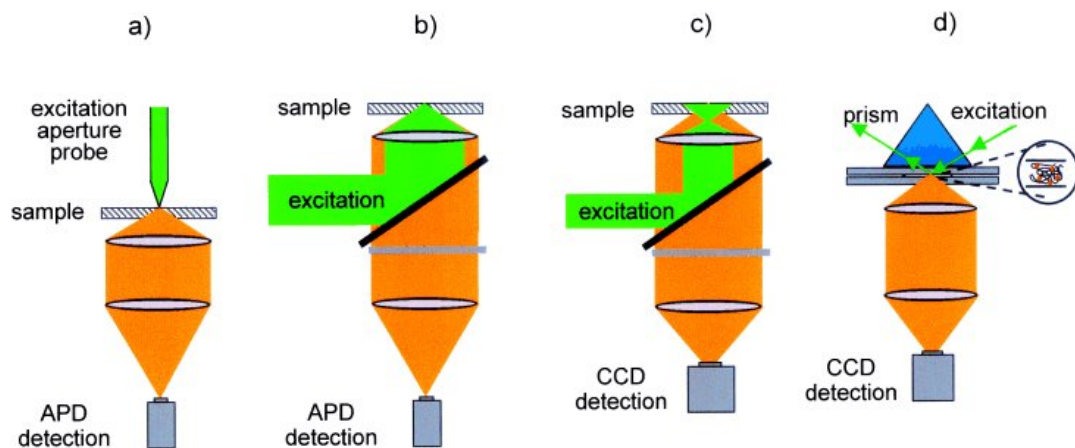 a)
excitation
aperture
probe
sample
APD
detection
b)
sample
excitation
APD
detection
c)
sample
excitation
CCD
detection
d)
prism
excitation
CCD
detection